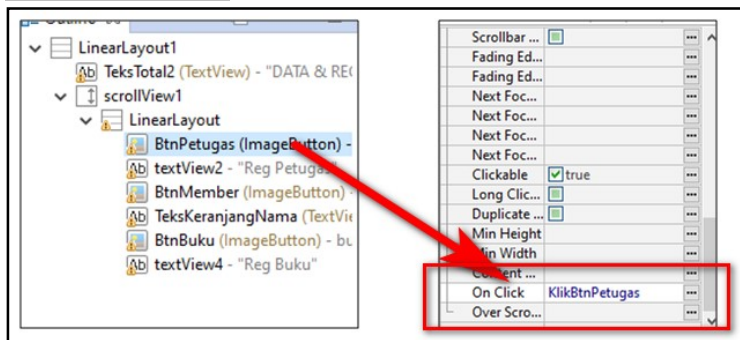 LinearLayout1
TeksTotal2 (TextView) - "DATA & REG
scrollView1
LinearLayout
BtnPetugas (ImageButton) -
textView2 - "Reg Petugas"
BtnMember (ImageButton) -
TeksKeranjangNama (TextVie
BtnBuku (ImageButton) - bu
textView4 - "Reg Buku"
Scrollbar ...
Fading Ed...
Fading Ed...
Next Foc...
Next Foc...
Next Foc...
Next Foc...
Clickable true
Long Clic...
Duplicate ...
Min Height
Min Width
Content ...
On Click KlikBtnPetugas
Over Scro...